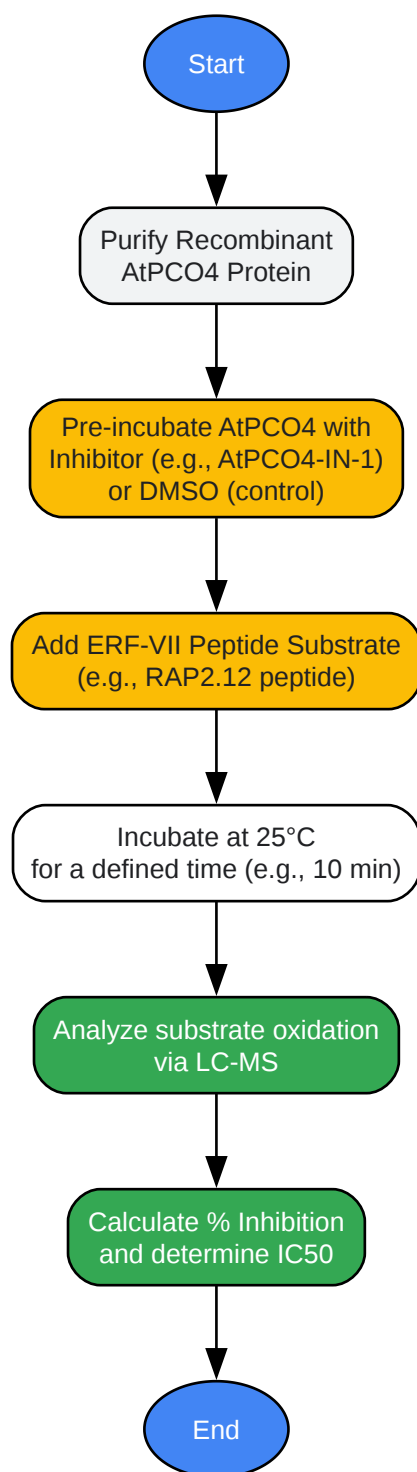 Start
Purify Recombinant
AtPCO4 Protein
Pre-incubate AtPCO4 with
Inhibitor (e.g., AtPCO4-IN-1)
or DMSO (control)
Add ERF-VII Peptide Substrate
(e.g., RAP2.12 peptide)
Incubate at 25°C
for a defined time (e.g., 10 min)
Analyze substrate oxidation
via LC-MS
Calculate % Inhibition
and determine IC50
End